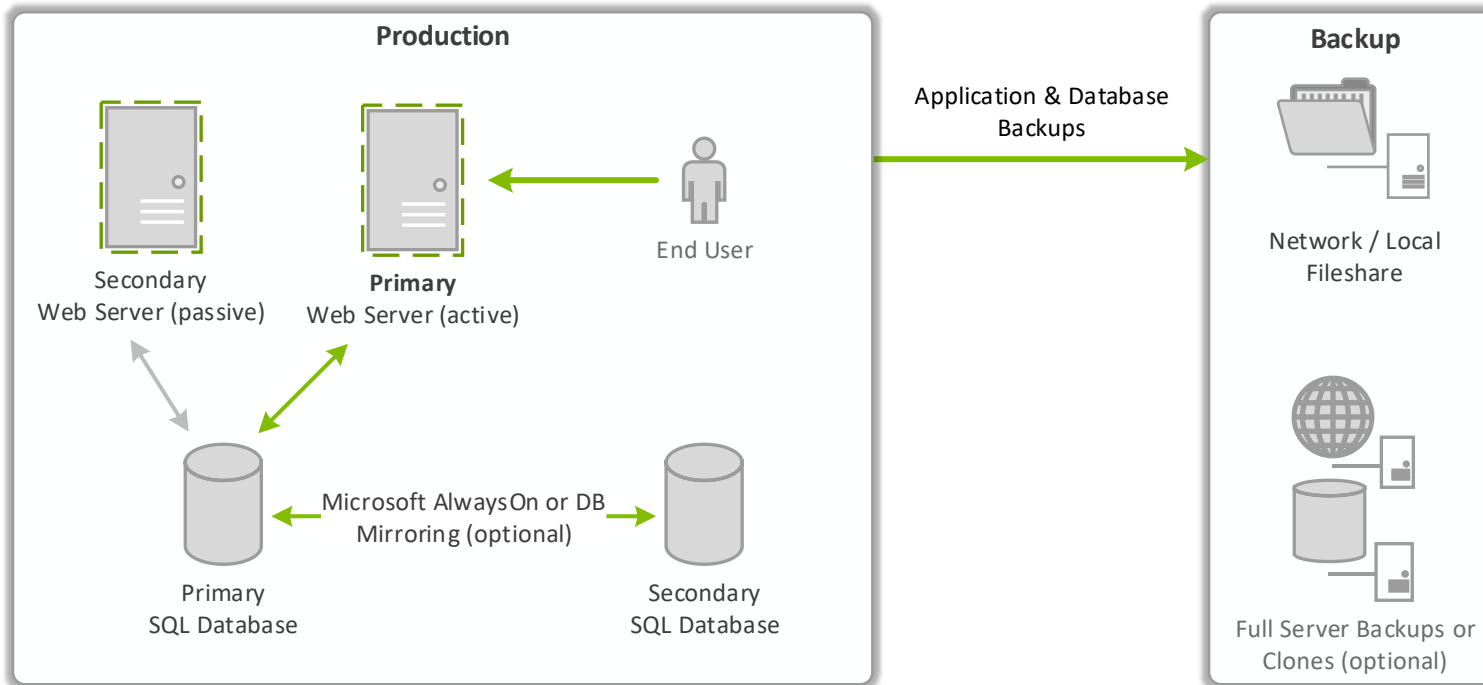 Production
Secondary
Web Server (passive)
Primary
Web Server (active)
End User
Microsoft AlwaysOn or DB
Mirroring (optional)
Primary
SQL Database
Secondary
SQL Database
Application & Database
Backups
Backup
Network / Local
Fileshare
Full Server Backups or
Clones (optional)